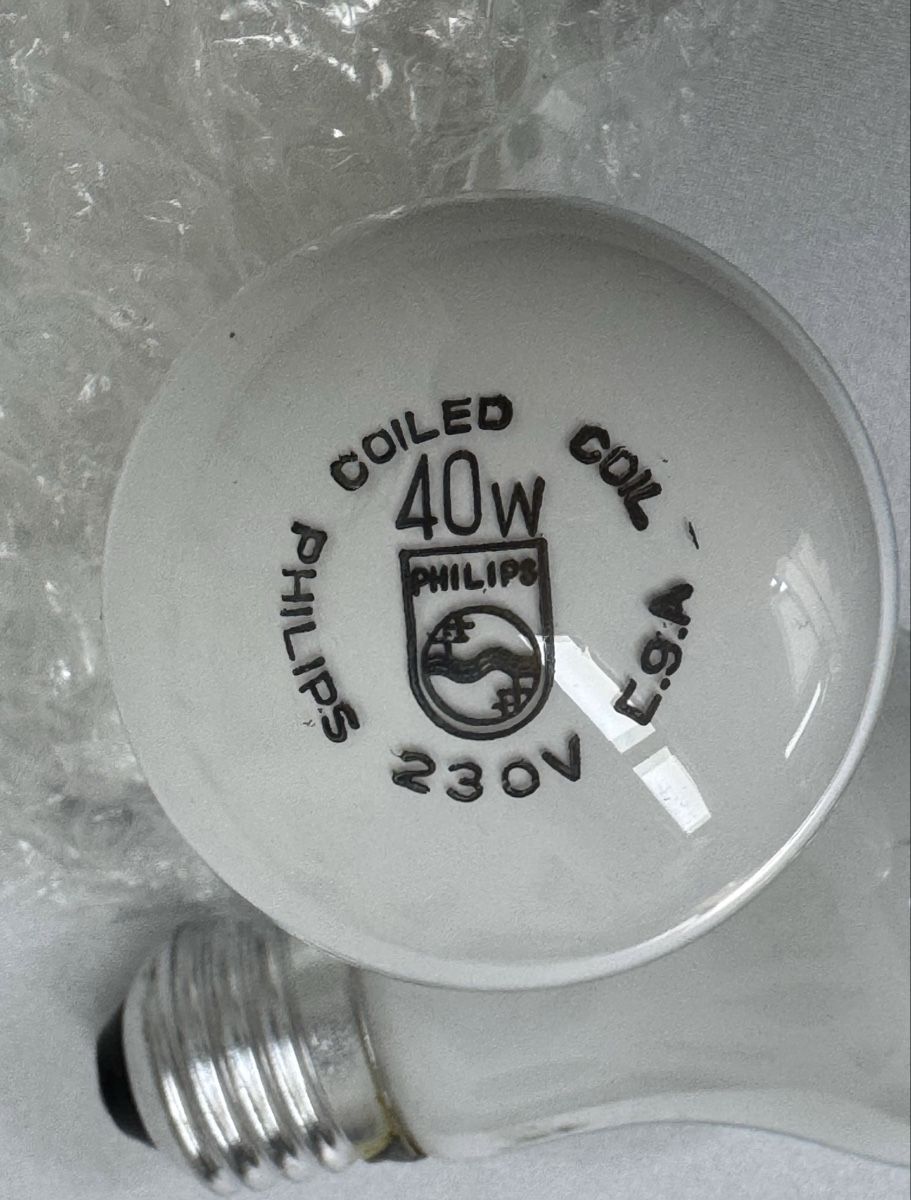 PHILIPS COILED COIL - E.9.A
40W
PHILIPS
230V